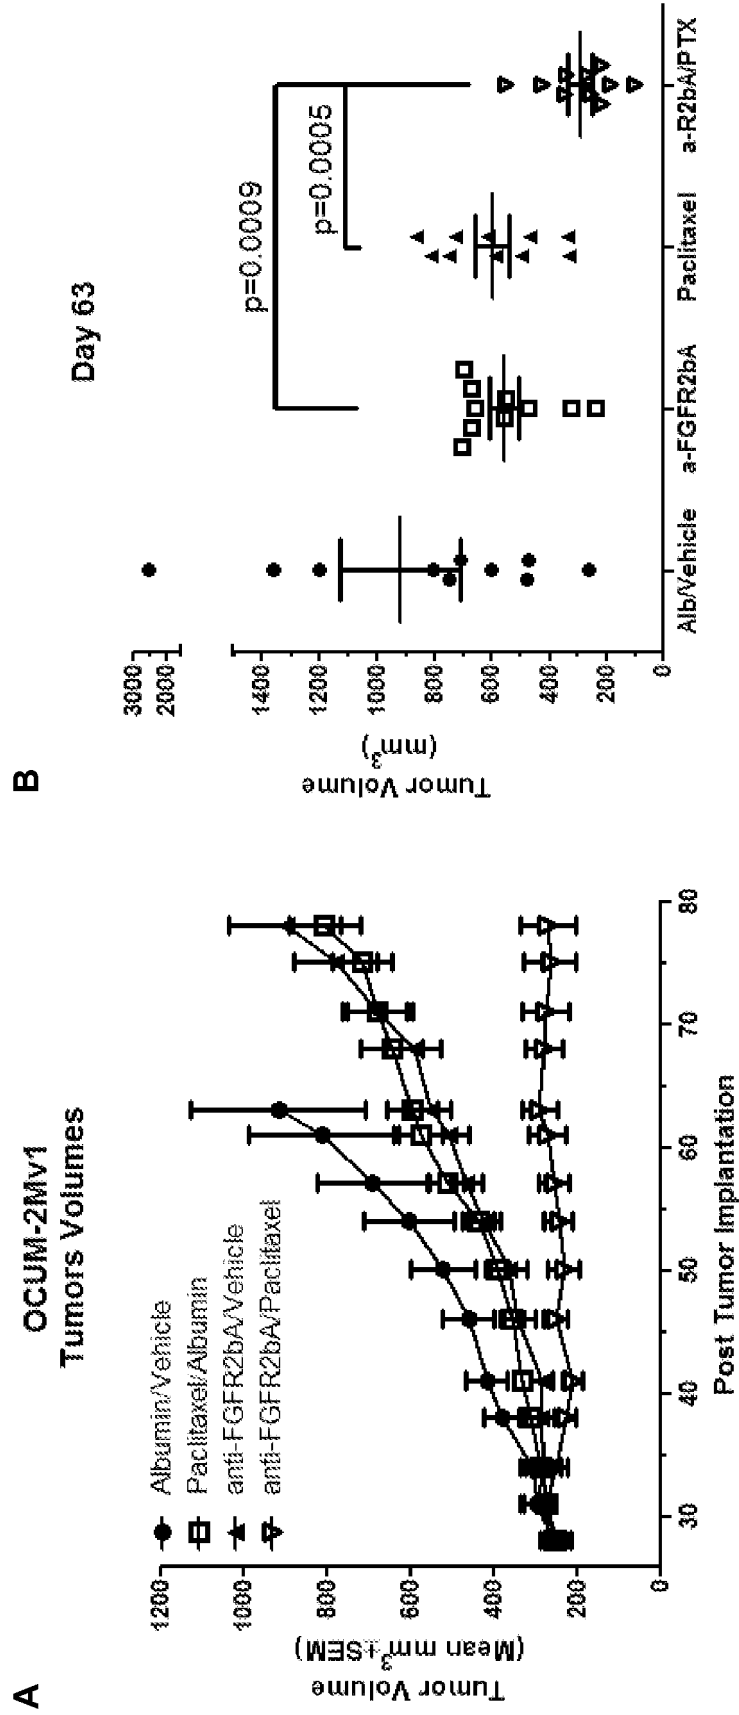 A
OCUM-2Mv1
Tumors Volumes
Albumin/Vehicle
Paclitaxel/Albumin
anti-FGFR2bA/Vehicle
anti-FGFR2bA/Paclitaxel
Tumor Volume
(Mean mm³±SEM)
1200
1000
800
600
400
200
0
30
40
50
60
70
80
Post Tumor Implantation
B
Day 63
p=0.0009
p=0.0005
Tumor Volume
(mm³)
3000
2000
1400
1200
1000
800
600
400
200
0
Alb/Vehicle
a-FGFR2bA
Paclitaxel
a-R2bA/PTX